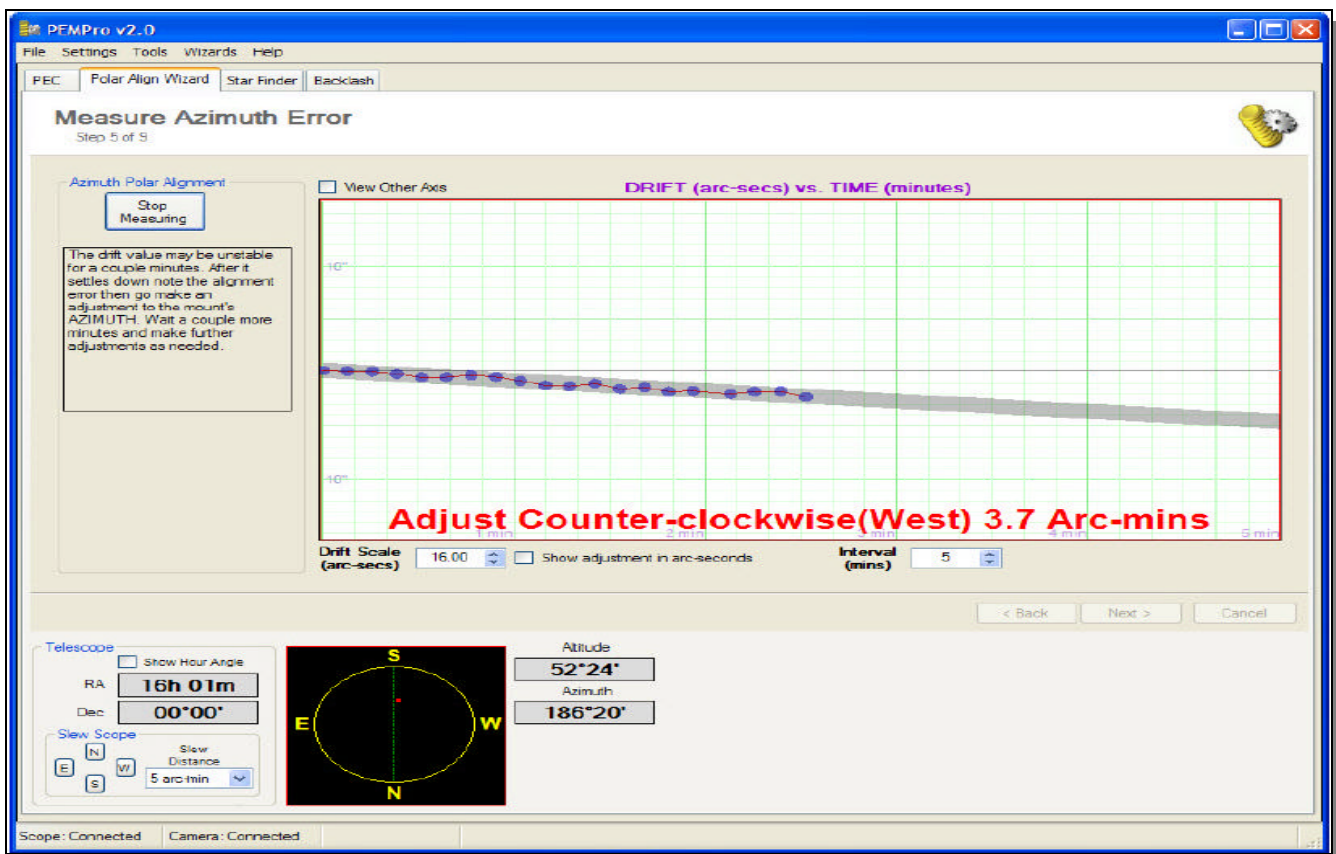 PEMPro v2.0
File Settings Tools Wizards Help
PEC Polar Align Wizard Star Finder Backlash
Measure Azimuth Error
Step 5 of 9
Azimuth Polar Alignment
Stop
Measuring
The drift value may be unstable
for a couple minutes. After it
settles down note the alignment
error then go make an
adjustment to the mount's
AZIMUTH. Wait a couple more
minutes and make further
adjustments as needed.
View Other Axis
DRIFT (arc-secs) vs. TIME (minutes)
10"
10"
Adjust Counter-clockwise(West) 3.7 Arc-mins
1 min 2 min 3 min 4 min 5 min
Drift Scale
(arc-secs)
16.00
Show adjustment in arc-seconds
Interval
(mins)
5
< Back Next > Cancel
Telescope
Show Hour Angle
RA 16h 01m
Dec 00°00'
Slew Scope
N
E
W
S
Slew
Distance
5 arc-min
S
E
W
N
Altitude
52°24'
Azimuth
186°20'
Scope: Connected Camera: Connected